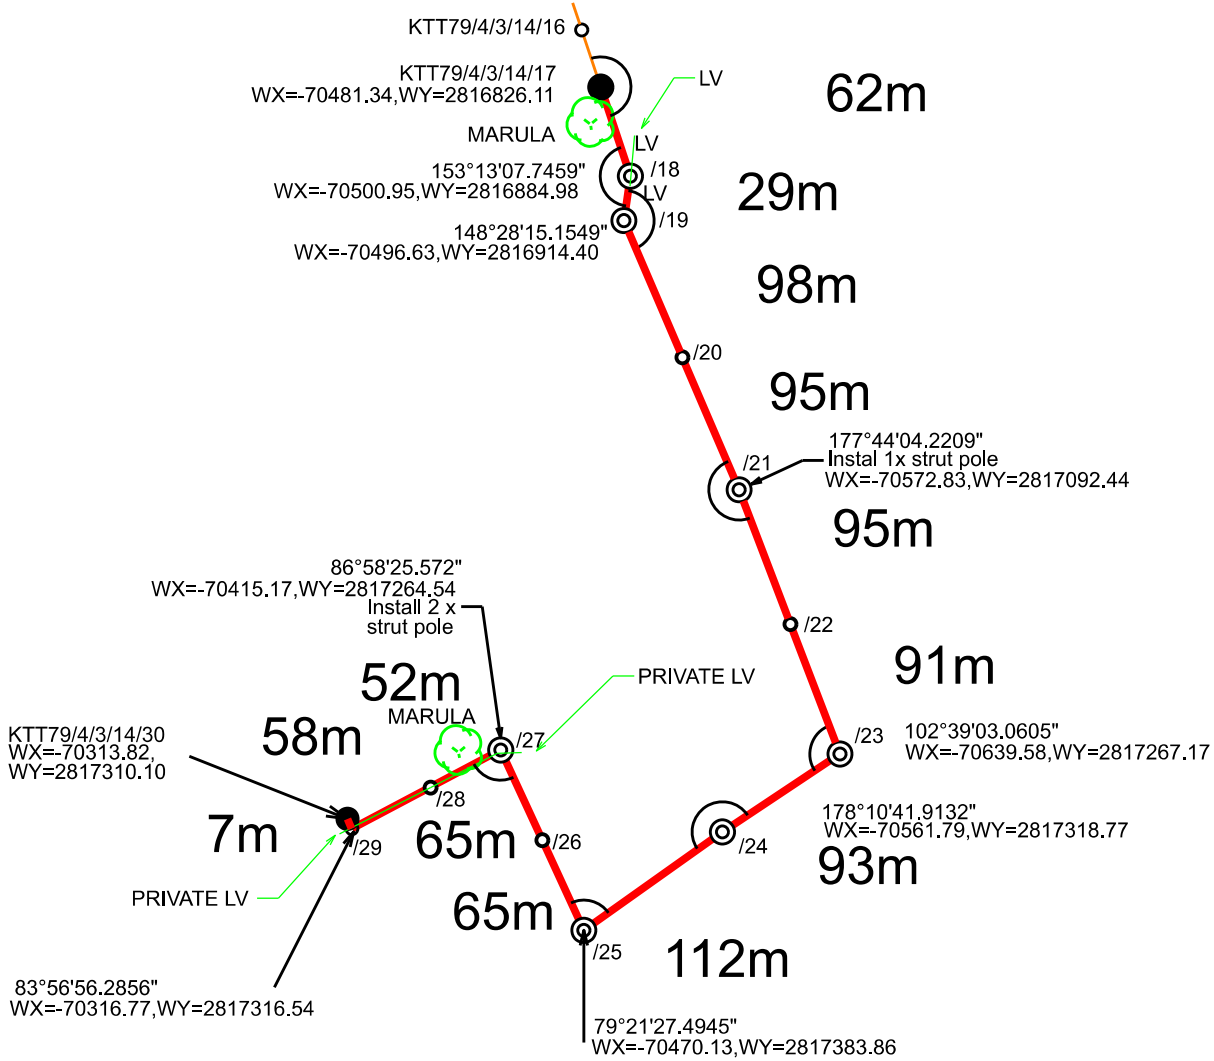 KTT79/4/3/14/16
KTT79/4/3/14/17
WX=-70481.34,WY=2816826.11
LV
62m
MARULA
LV
153°13'07.7459"
WX=-70500.95,WY=2816884.98
/18
LV
29m
/19
148°28'15.1549"
WX=-70496.63,WY=2816914.40
98m
/20
95m
177°44'04.2209"
Instal 1x strut pole
WX=-70572.83,WY=2817092.44
/21
95m
86°58'25.572"
WX=-70415.17,WY=2817264.54
Install 2 x
strut pole
/22
91m
52m
PRIVATE LV
MARULA
58m
/27
KTT79/4/3/14/30
WX=-70313.82,
WY=2817310.10
/23
102°39'03.0605"
WX=-70639.58,WY=2817267.17
/28
178°10'41.9132"
WX=-70561.79,WY=2817318.77
7m
/29
65m
/26
/24
93m
PRIVATE LV
65m
/25
112m
83°56'56.2856"
WX=-70316.77,WY=2817316.54
79°21'27.4945"
WX=-70470.13,WY=2817383.86